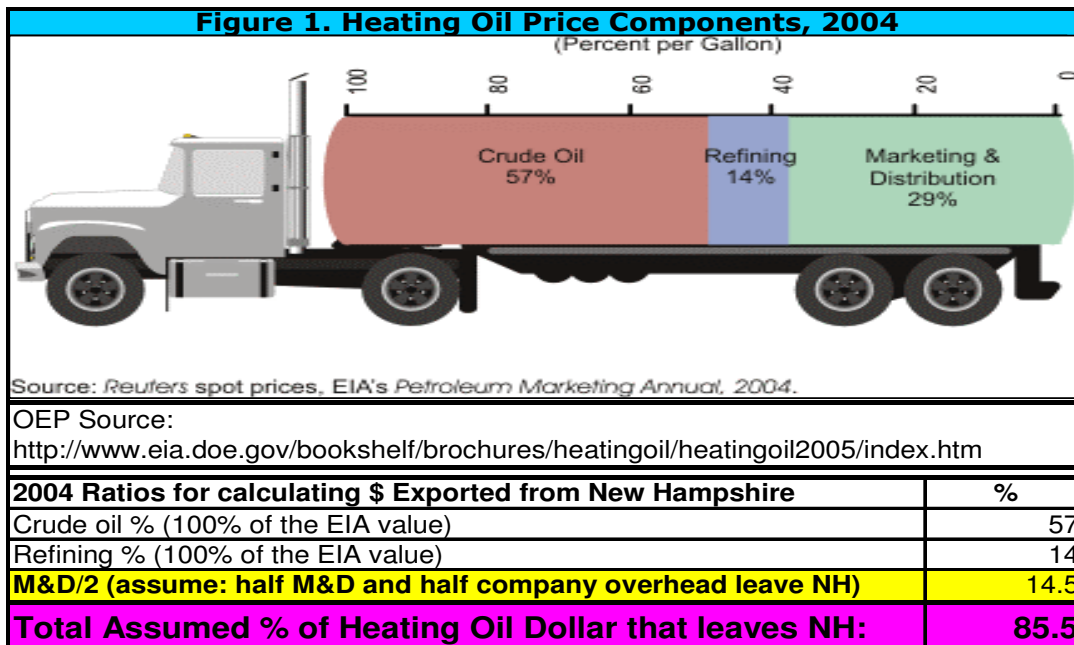 Figure 1. Heating Oil Price Components, 2004
(Percent per Gallon)
100 80 60 40 20 0
Crude Oil Refining Marketing &
57% 14% Distribution
29%
Source: Reuters spot prices, EIA's Petroleum Marketing Annual, 2004.
OEP Source:
http://www.eia.doe.gov/bookshelf/brochures/heatingoil/heatingoil2005/index.htm
2004 Ratios for calculating $ Exported from New Hampshire %
Crude oil % (100% of the EIA value) 57
Refining % (100% of the EIA value) 14
M&D/2 (assume: half M&D and half company overhead leave NH) 14.5
Total Assumed % of Heating Oil Dollar that leaves NH: 85.5